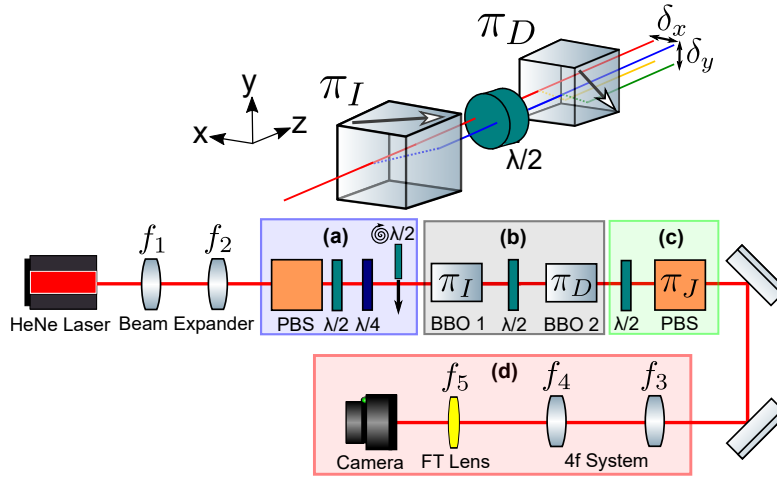 π_D
δ_x
δ_y
π_I
y
x
z
λ/2
f_1
f_2
(a)
λ/2
(b)
(c)
π_I
π_D
π_J
HeNe Laser
Beam Expander
PBS
λ/2
λ/4
BBO 1
λ/2
BBO 2
λ/2
PBS
(d)
f_5
f_4
f_3
Camera
FT Lens
4f System